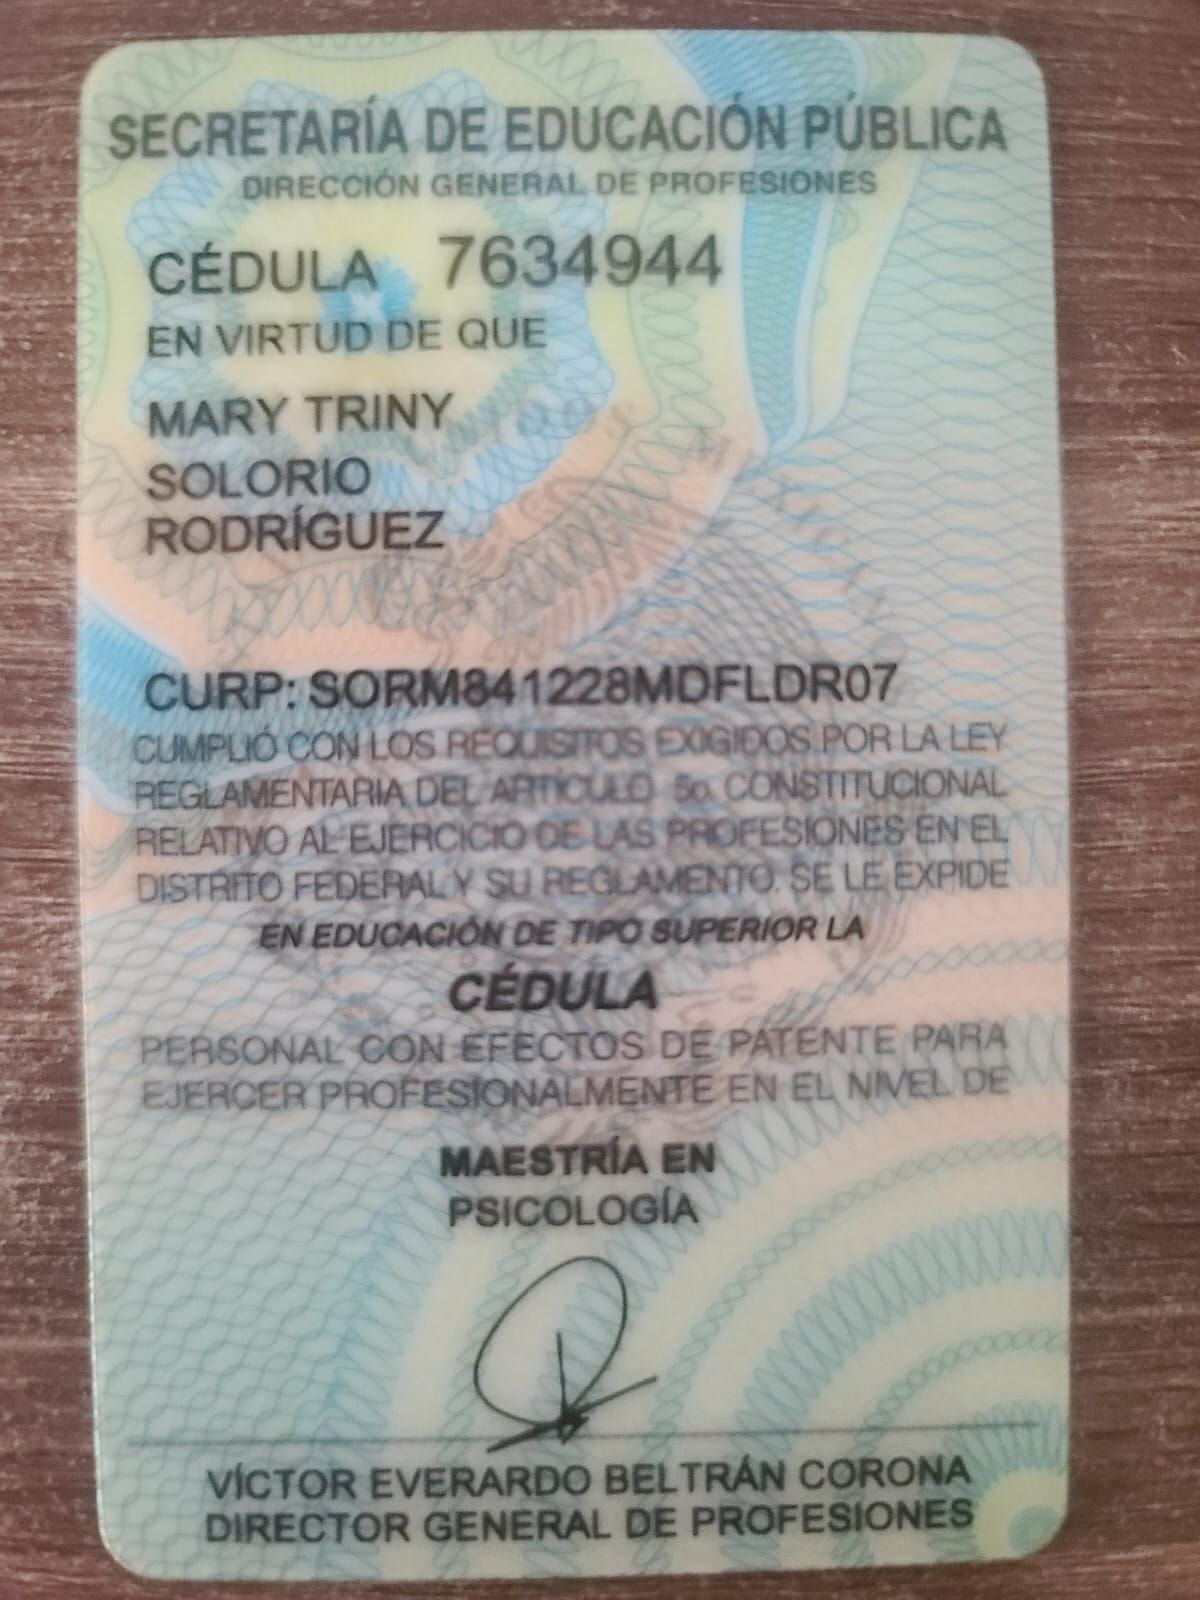 SECRETARÍA DE EDUCACIÓN PÚBLICA
DIRECCIÓN GENERAL DE PROFESIONES
CÉDULA 7634944
EN VIRTUD DE QUE
MARY TRINY
SOLORIO
RODRÍGUEZ
CURP: SORM841228MDFLDR07
CUMPLIÓ CON LOS REQUISITOS EXIGIDOS POR LA LEY
REGLAMENTARIA DEL ARTÍCULO 5o. CONSTITUCIONAL
RELATIVO AL EJERCICIO DE LAS PROFESIONES EN EL
DISTRITO FEDERAL Y SU REGLAMENTO. SE LE EXPIDE
EN EDUCACIÓN DE TIPO SUPERIOR LA
CÉDULA
PERSONAL CON EFECTOS DE PATENTE PARA
EJERCER PROFESIONALMENTE EN EL NIVEL DE
MAESTRÍA EN
PSICOLOGÍA
VÍCTOR EVERARDO BELTRÁN CORONA
DIRECTOR GENERAL DE PROFESIONES